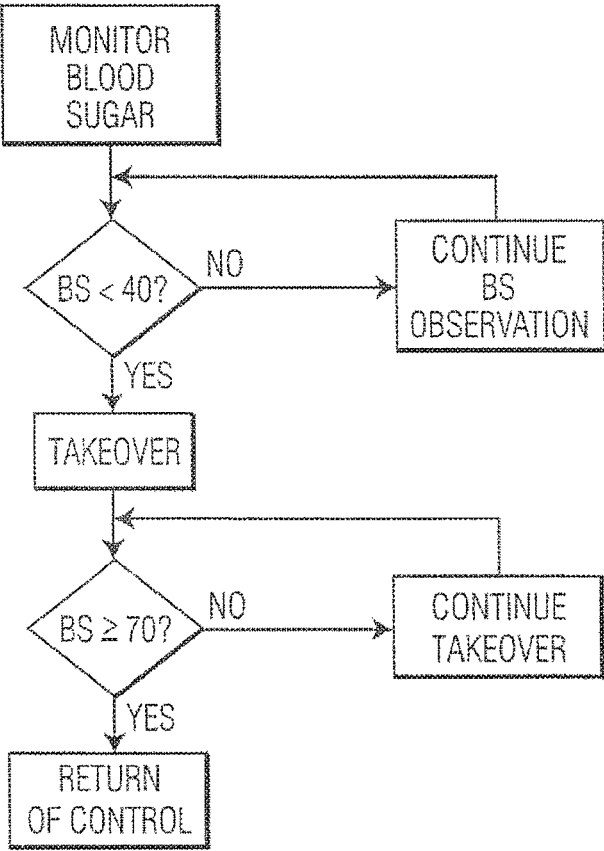 MONITOR
BLOOD
SUGAR
BS < 40?
NO
CONTINUE
BS
OBSERVATION
YES
TAKEOVER
BS ≥ 70?
NO
CONTINUE
TAKEOVER
YES
RETURN
OF CONTROL